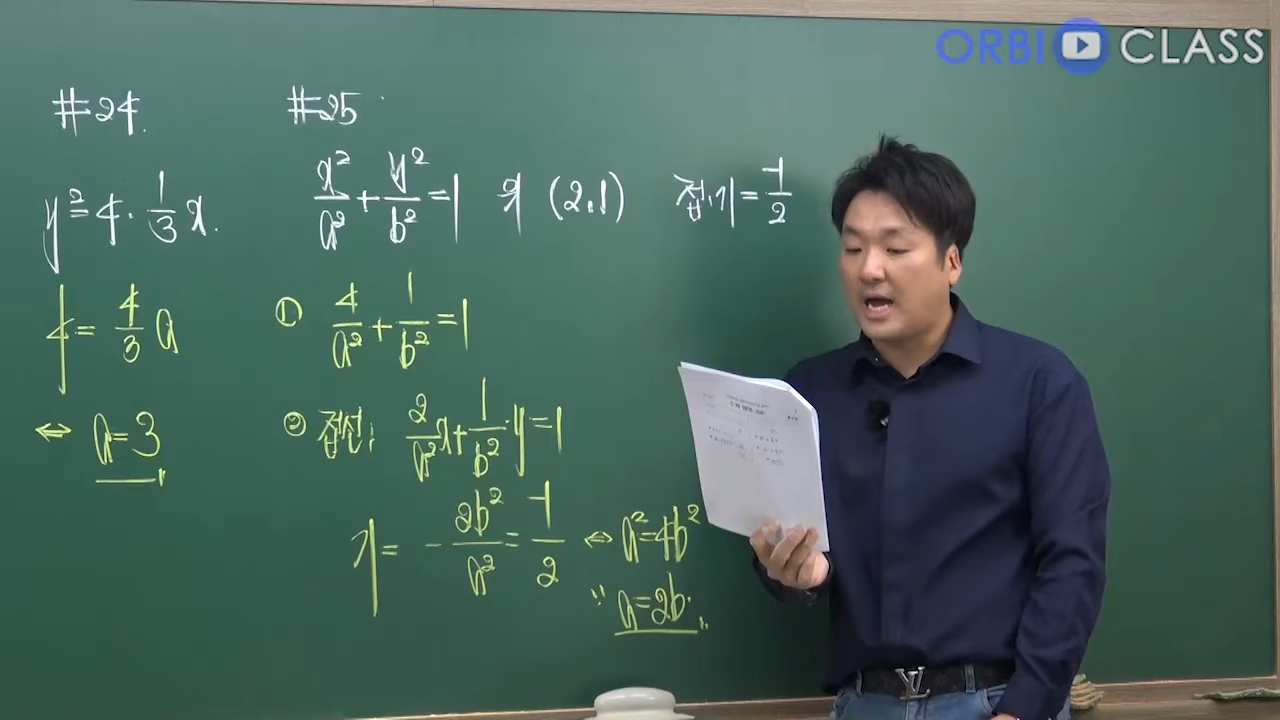 ORBI CLASS
#24.
y² = 4 · 1/3 x.
4 = 4/3 a
⇔ a = 3
#25
x²/a² + y²/b² = 1 위 (2,1) 접.기 = -1/2
① 4/a² + 1/b² = 1
② 접선; 2/a² x + 1/b² · y = 1
기 = - 2b²/a² = -1/2 ⇔ a² = 4b²
∴ a = 2b.